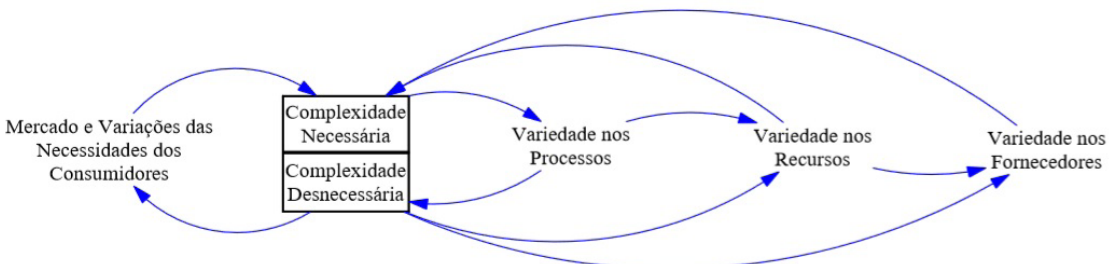 Mercado e Variações das
Necessidades dos
Consumidores
Complexidade
Necessária
Complexidade
Desnecessária
Variedade nos
Processos
Variedade nos
Recursos
Variedade nos
Fornecedores